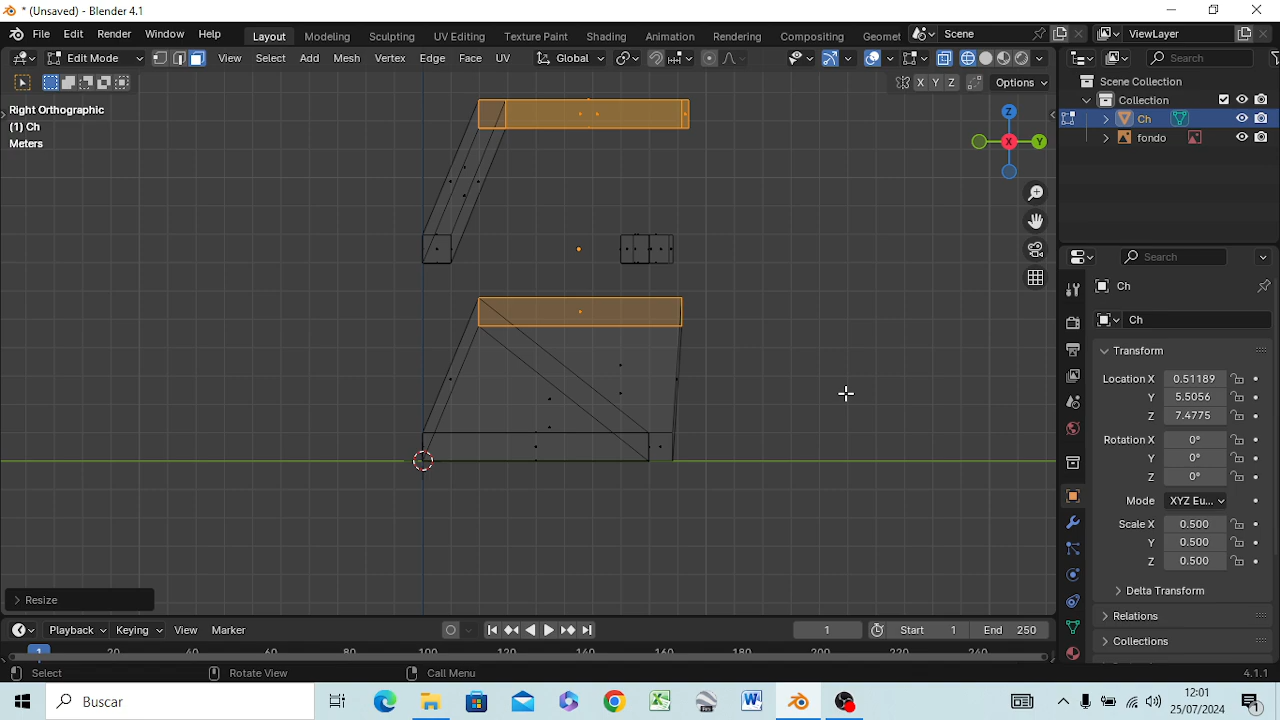 * (Unsaved) - Blender 4.1
File Edit Render Window Help
Layout Modeling Sculpting UV Editing Texture Paint Shading Animation Rendering Compositing Geomet
Scene
ViewLayer
Edit Mode
View Select Add Mesh Vertex Edge Face UV
Global
Search
X Y Z
Options
Scene Collection
Collection
Ch
fondo
Right Orthographic
(1) Ch
Meters
Z
X
Y
Search
Ch
Ch
Transform
Location X 0.51189
Y 5.5056
Z 7.4775
Rotation X 0°
Y 0°
Z 0°
Mode XYZ Eu...
Scale X 0.500
Y 0.500
Z 0.500
Delta Transform
Relations
Collections
Resize
Playback Keying View Marker
1
Start 1
End 250
1 20 40 60 80 100 120 140 160 180 200 220 240
Select
Rotate View
Call Menu
4.1.1
Buscar
12:01
25/07/2024
1